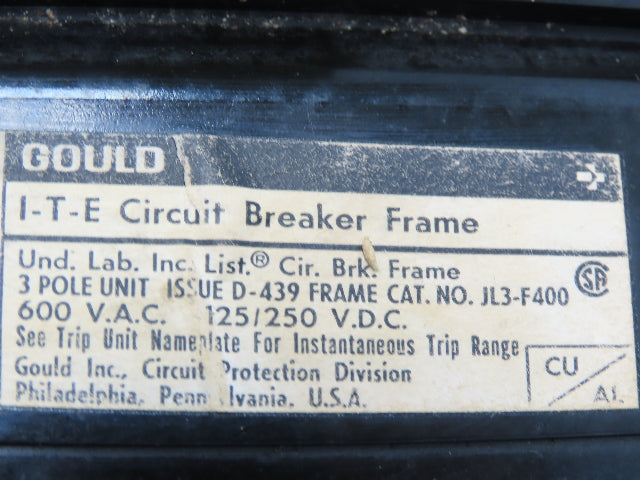 GOULD
I-T-E Circuit Breaker Frame
Und. Lab. Inc. List.® Cir. Brk. Frame
3 POLE UNIT ISSUE D-439 FRAME CAT. NO. JL3-F400
600 V.A.C. 125/250 V.D.C.
See Trip Unit Nameplate For Instantaneous Trip Range
Gould Inc., Circuit Protection Division
Philadelphia, Pennsylvania, U.S.A.
SA
CU / AL